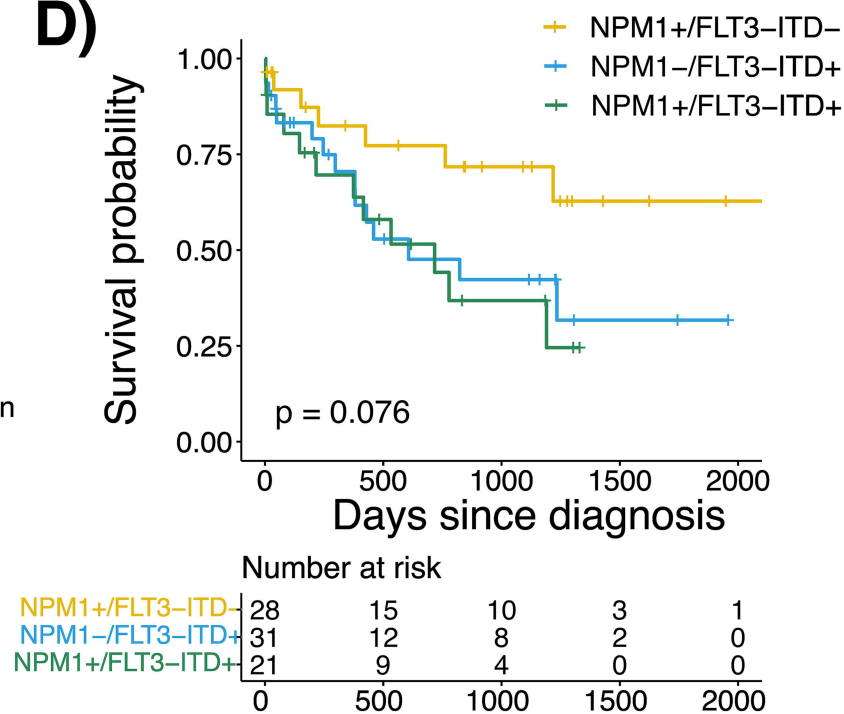 D)
NPM1+/FLT3−ITD−
NPM1−/FLT3−ITD+
NPM1+/FLT3−ITD+
Survival probability
1.00
0.75
0.50
0.25
0.00
n
p = 0.076
0 500 1000 1500 2000
Days since diagnosis
Number at risk
NPM1+/FLT3−ITD− 28 15 10 3 1
NPM1−/FLT3−ITD+ 31 12 8 2 0
NPM1+/FLT3−ITD+ 21 9 4 0 0
0 500 1000 1500 2000